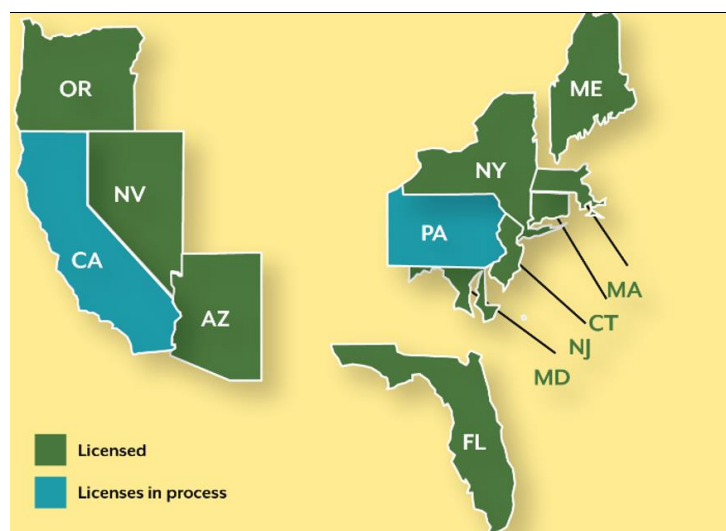 OR
ME
NY
NV
PA
CA
MA
AZ
CT
NJ
MD
FL
Licensed
Licenses in process